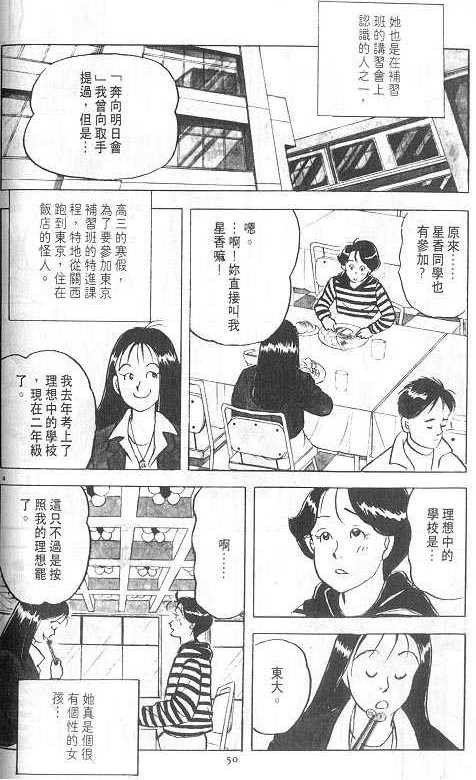 她也是在補習
班的講習會上
認識的人之一，
「奔向明日會
」我曾向取手
提過，但是…
原來……
星香同學也
有參加？
嗯。
…啊！妳直接叫我
星香嘛！
高三的寒假，
為了要參加東京
補習班的特進課
程，特地從關西
跑到東京，住在
飯店的怪人。
我去年考上了
理想中的學校
，現在二年級
了。
理想中的
學校是…
啊……
這只不過是按
照我的理想罷
了。
東大。
她真是個很
有個性的女
孩…
50